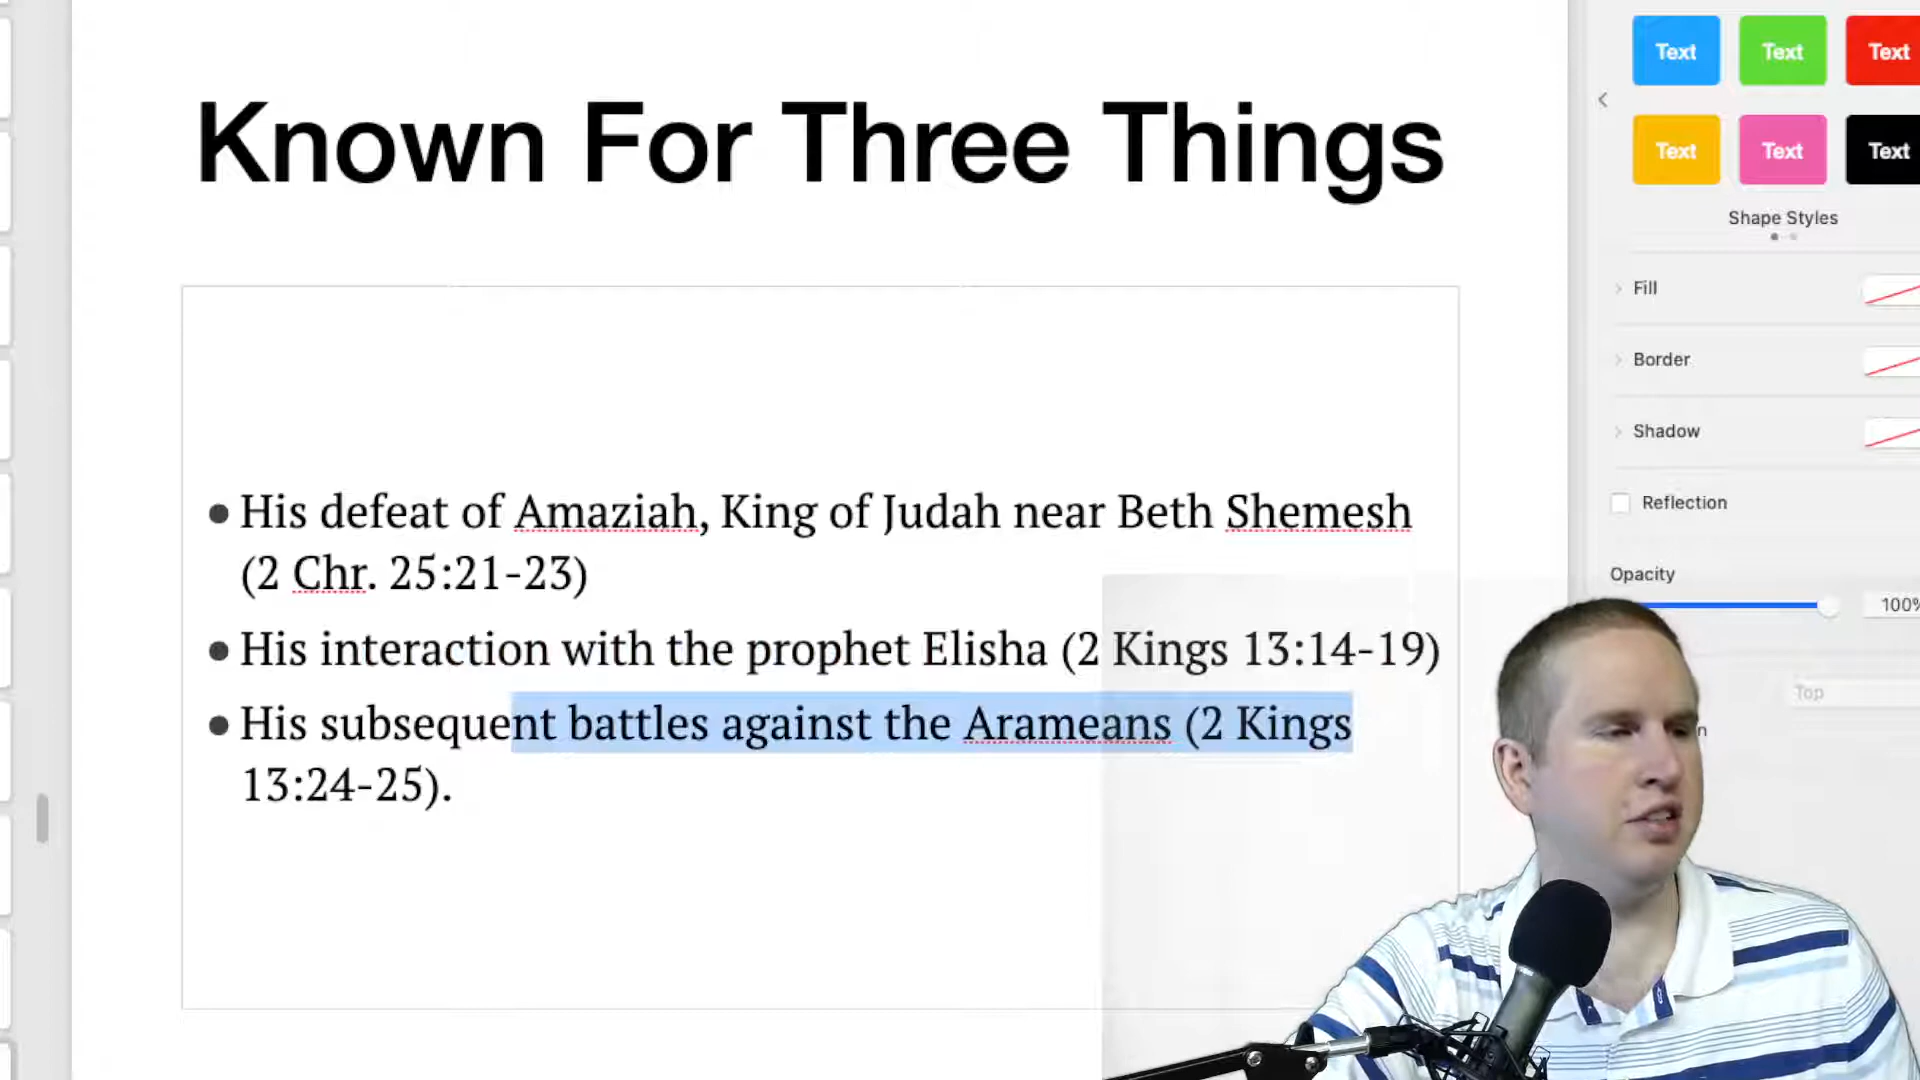 Known For Three Things
His defeat of Amaziah, King of Judah near Beth Shemesh
(2 Chr. 25:21-23)
His interaction with the prophet Elisha (2 Kings 13:14-19)
His subsequent battles against the Arameans (2 Kings
13:24-25).
Text Text Text
Text Text Text
Shape Styles
Fill
Border
Shadow
Reflection
Opacity
100%
Top